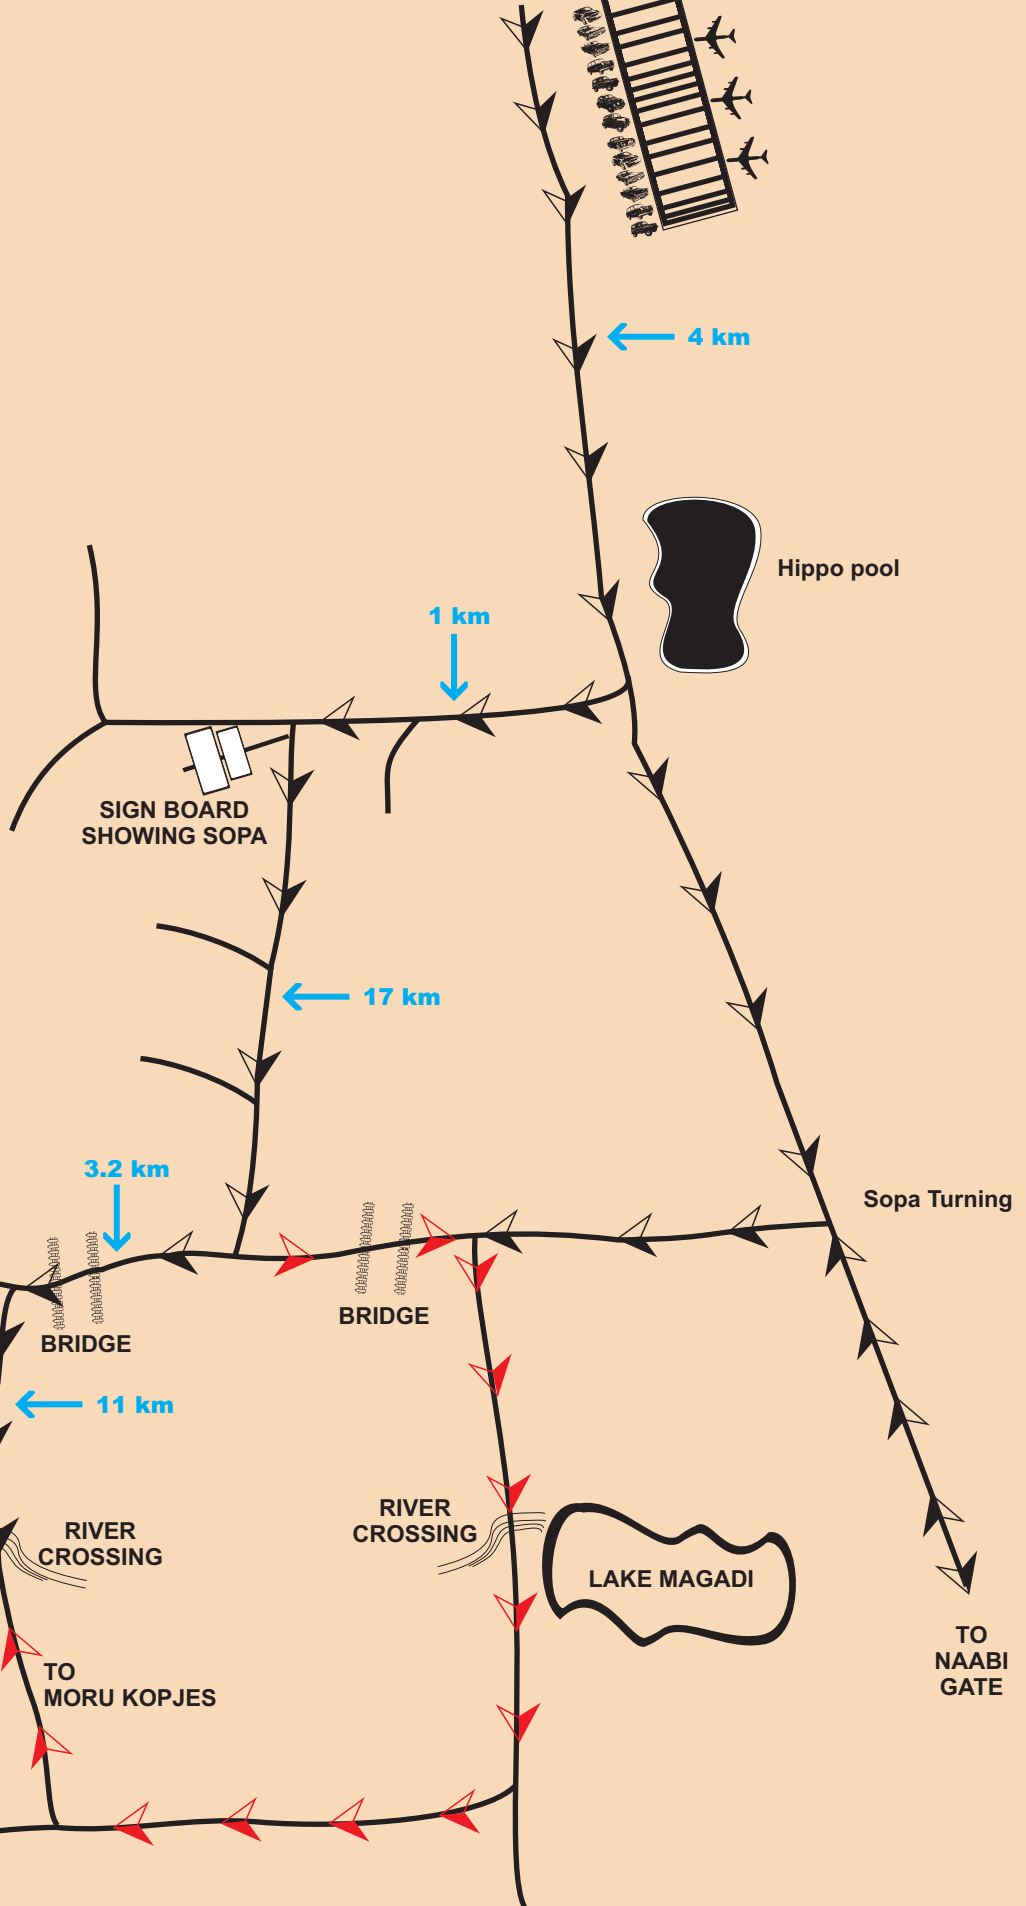 4 km
Hippo pool
1 km
SIGN BOARD
SHOWING SOPA
17 km
3.2 km
Sopa Turning
BRIDGE
BRIDGE
11 km
RIVER
CROSSING
RIVER
CROSSING
LAKE MAGADI
TO
NAABI
GATE
TO
MORU KOPJES